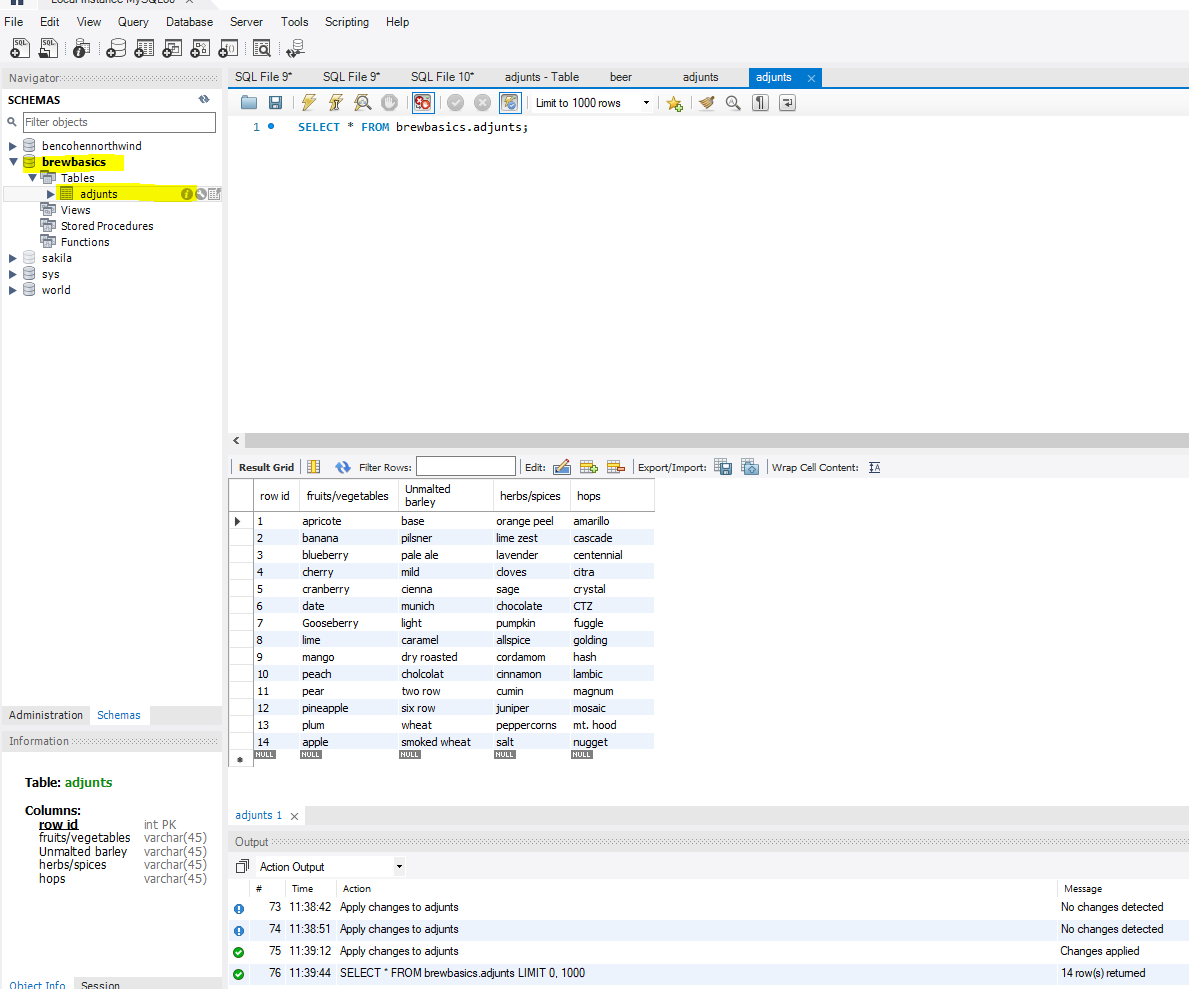 Local instance MySQL80 ×
File Edit View Query Database Server Tools Scripting Help
Navigator
SCHEMAS
Filter objects
bencohennorthwind
brewbasics
Tables
adjunts
Views
Stored Procedures
Functions
sakila
sys
world
Administration Schemas
Information
Table: adjunts
Columns:
row id int PK
fruits/vegetables varchar(45)
Unmalted barley varchar(45)
herbs/spices varchar(45)
hops varchar(45)
Object Info Session
SQL File 9* SQL File 9* SQL File 10* adjunts - Table beer adjunts adjunts ×
Limit to 1000 rows
1 SELECT * FROM brewbasics.adjunts;
Result Grid Filter Rows: Edit: Export/Import: Wrap Cell Content:
row id fruits/vegetables Unmalted barley herbs/spices hops
1 apricote base orange peel amarillo
2 banana pilsner lime zest cascade
3 blueberry pale ale lavender centennial
4 cherry mild cloves citra
5 cranberry cienna sage crystal
6 date munich chocolate CTZ
7 Gooseberry light pumpkin fuggle
8 lime caramel allspice golding
9 mango dry roasted cordamom hash
10 peach cholcolat cinnamon lambic
11 pear two row cumin magnum
12 pineapple six row juniper mosaic
13 plum wheat peppercorns mt. hood
14 apple smoked wheat salt nugget
NULL NULL NULL NULL NULL
adjunts 1 ×
Output
Action Output
# Time Action Message
73 11:38:42 Apply changes to adjunts No changes detected
74 11:38:51 Apply changes to adjunts No changes detected
75 11:39:12 Apply changes to adjunts Changes applied
76 11:39:44 SELECT * FROM brewbasics.adjunts LIMIT 0, 1000 14 row(s) returned